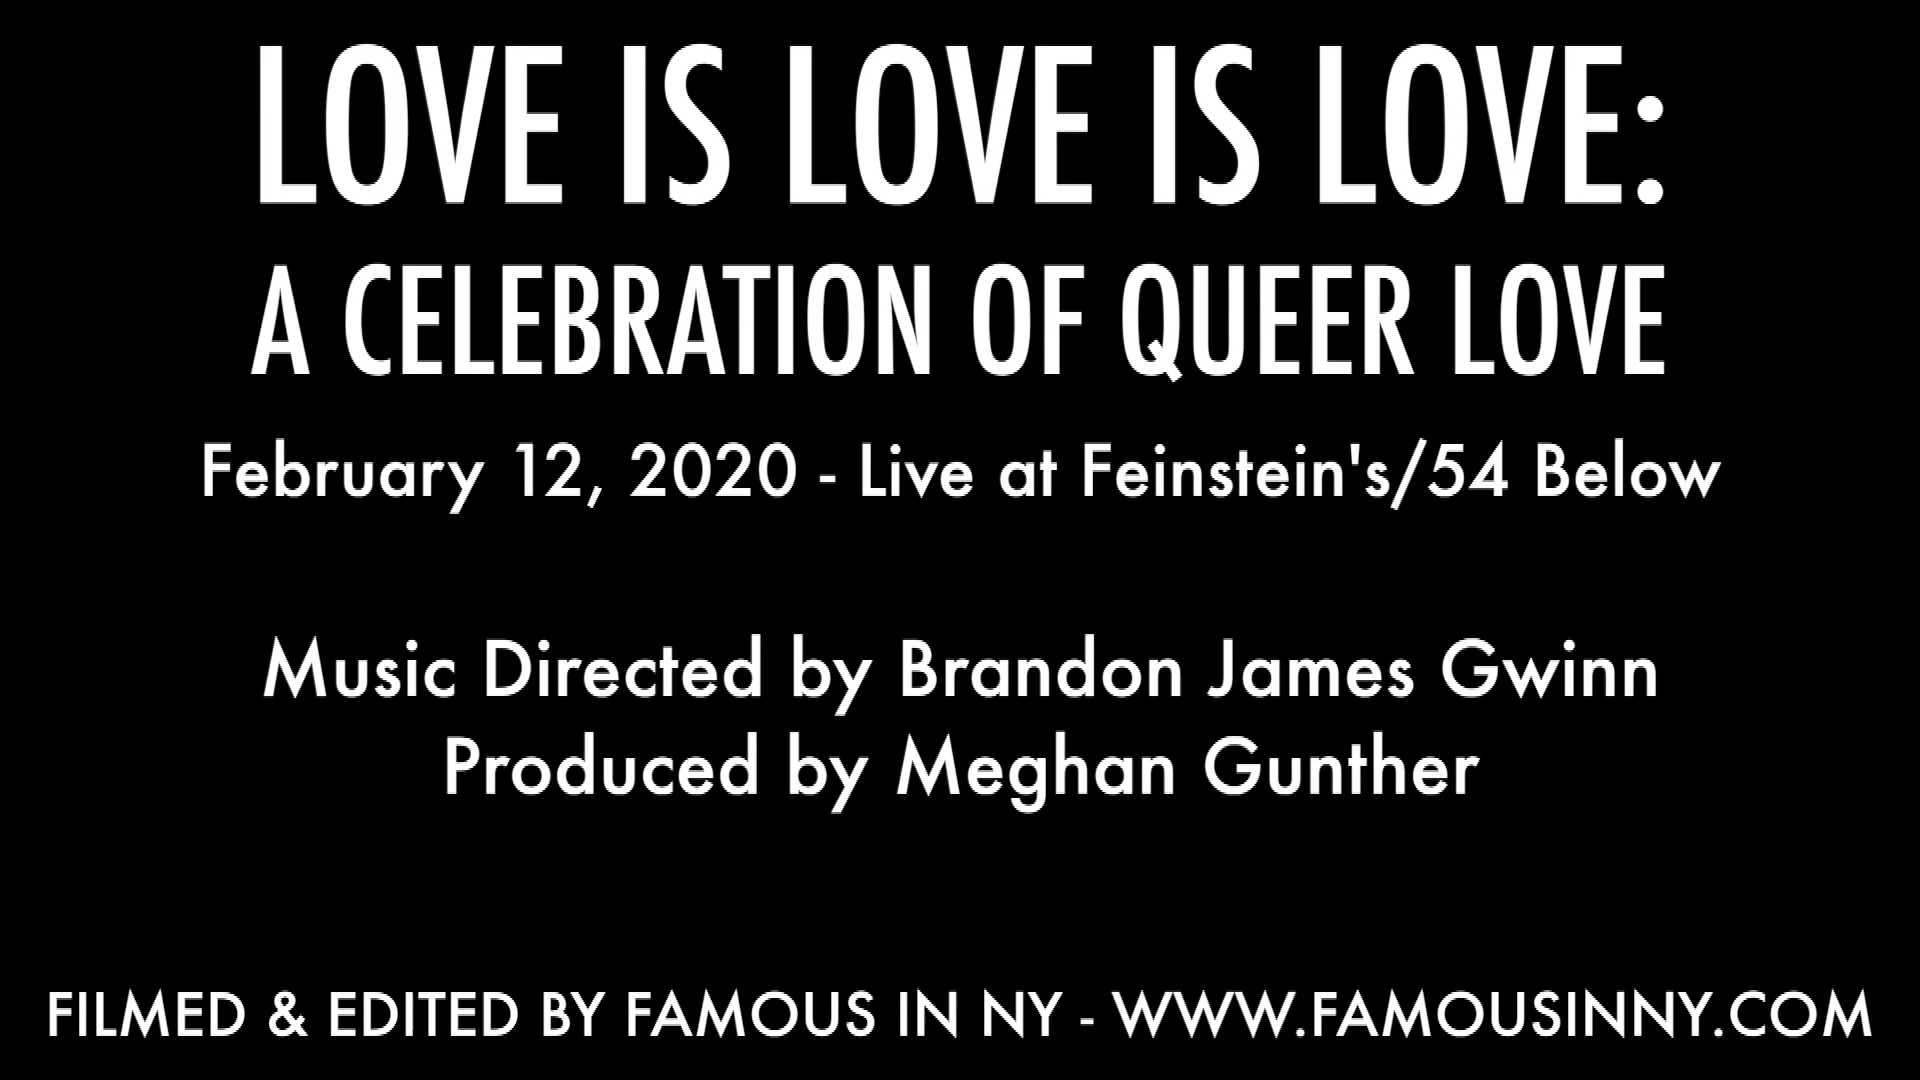 LOVE IS LOVE IS LOVE:
A CELEBRATION OF QUEER LOVE
February 12, 2020 - Live at Feinstein's/54 Below
Music Directed by Brandon James Gwinn
Produced by Meghan Gunther
FILMED & EDITED BY FAMOUS IN NY - WWW.FAMOUSINNY.COM